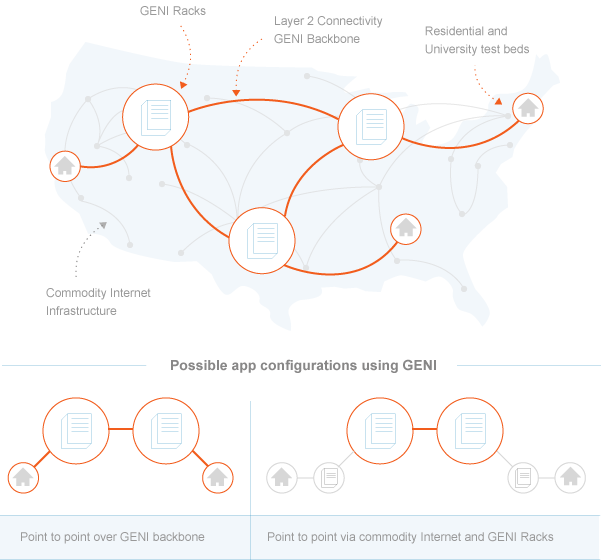 GENI Racks
Layer 2 Connectivity
GENI Backbone
Residential and
University test beds
Commodity Internet
Infrastructure
Possible app configurations using GENI
Point to point over GENI backbone
Point to point via commodity Internet and GENI Racks